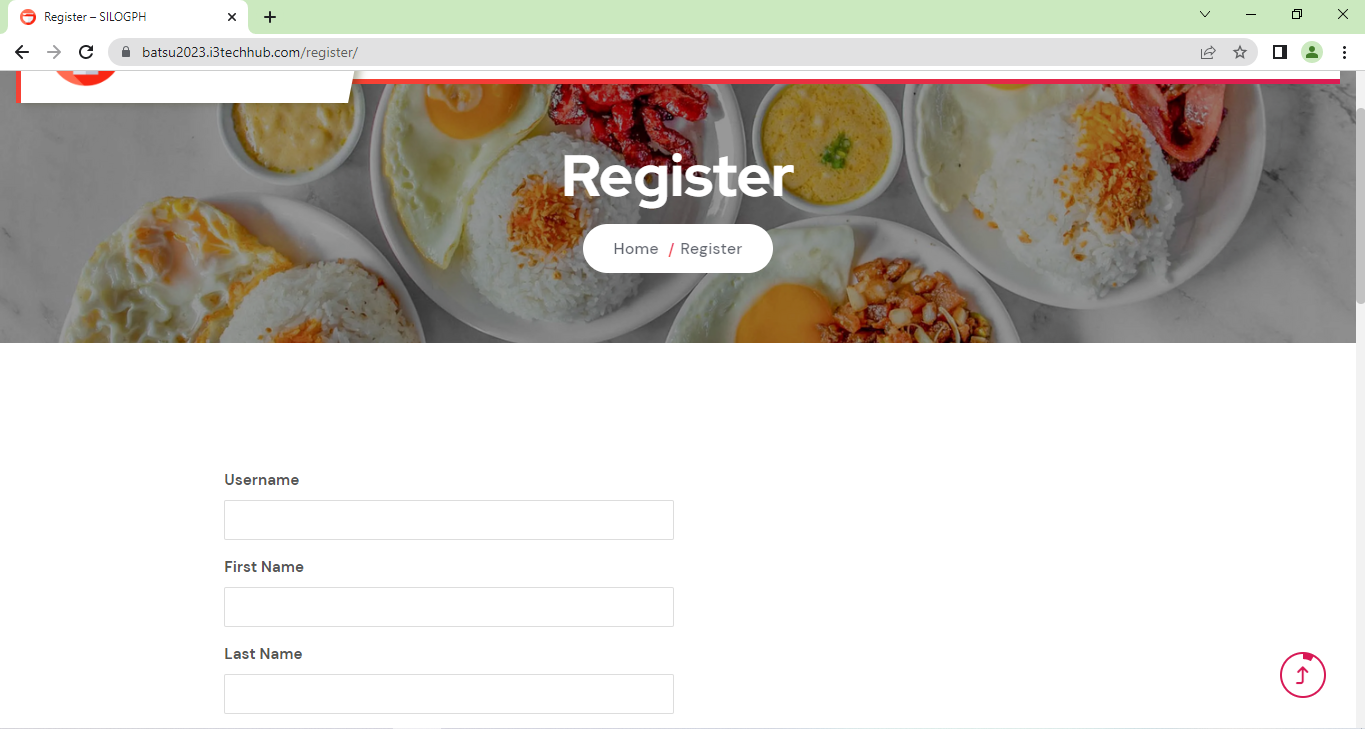 Register – SILOGPH
batsu2023.i3techhub.com/register/
Register
Home / Register
Username
First Name
Last Name